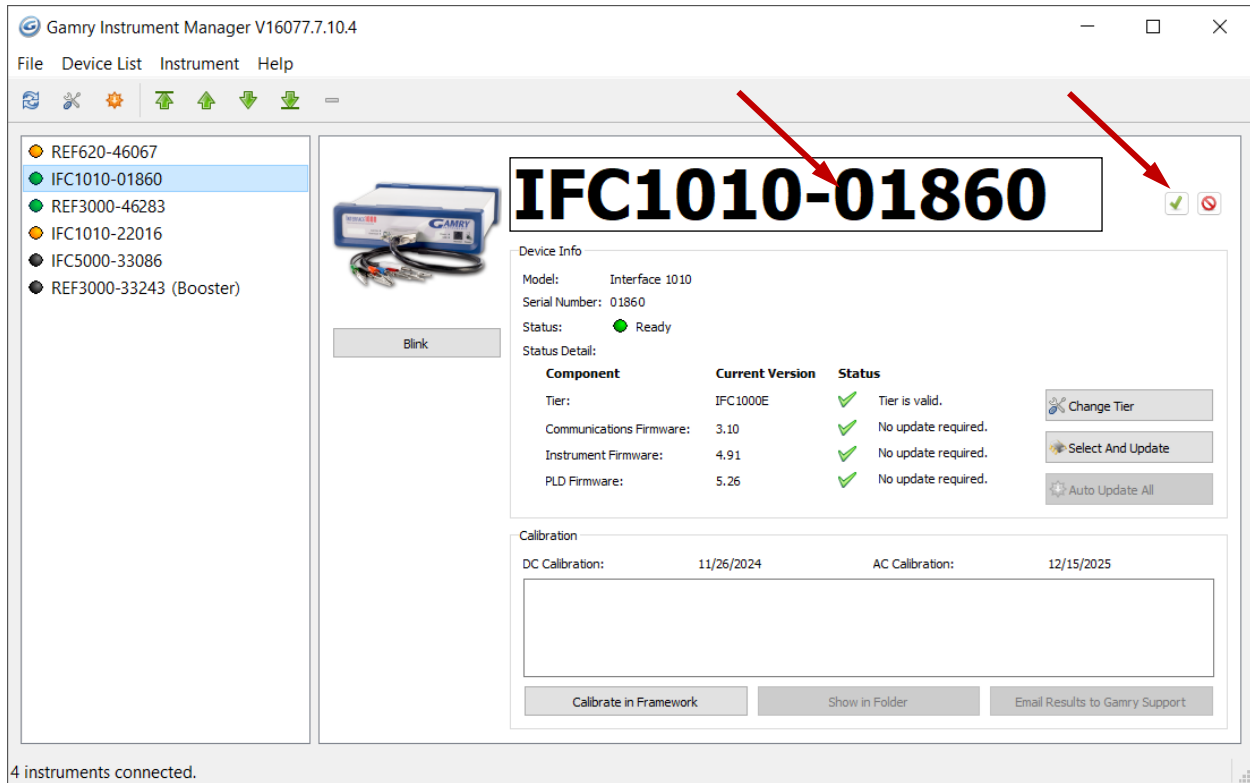 Gamry Instrument Manager V16077.7.10.4
File Device List Instrument Help
REF620-46067
IFC1010-01860
REF3000-46283
IFC1010-22016
IFC5000-33086
REF3000-33243 (Booster)
IFC1010-01860
GAMRY
Blink
Device Info
Model: Interface 1010
Serial Number: 01860
Status: Ready
Status Detail:
Component Current Version Status
Tier: IFC1000E Tier is valid.
Communications Firmware: 3.10 No update required.
Instrument Firmware: 4.91 No update required.
PLD Firmware: 5.26 No update required.
Change Tier
Select And Update
Auto Update All
Calibration
DC Calibration: 11/26/2024 AC Calibration: 12/15/2025
Calibrate in Framework Show in Folder Email Results to Gamry Support
4 instruments connected.